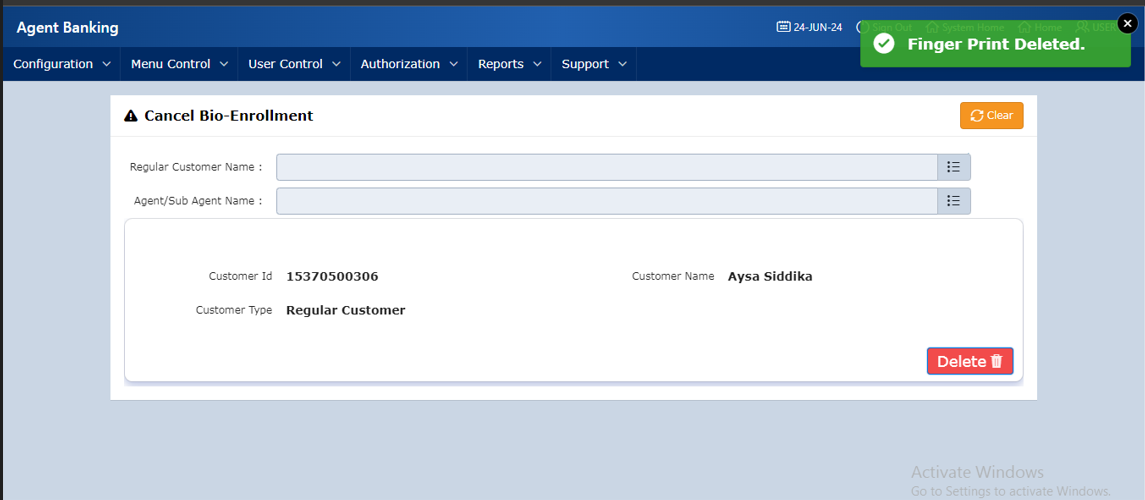 Agent Banking
24-JUN-24
Sign Out
System Home
Home
USER
Finger Print Deleted.
Configuration
Menu Control
User Control
Authorization
Reports
Support
Cancel Bio-Enrollment
Clear
Regular Customer Name :
Agent/Sub Agent Name :
Customer Id 15370500306
Customer Name Aysa Siddika
Customer Type Regular Customer
Delete
Activate Windows
Go to Settings to activate Windows.